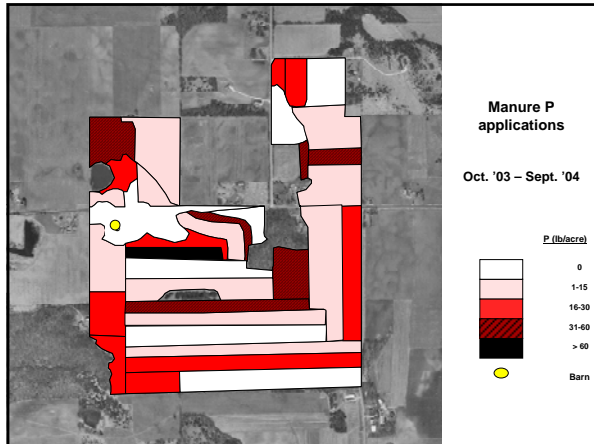 Manure P
applications
Oct. '03 – Sept. '04
P (lb/acre)
0
1-15
16-30
31-60
> 60
Barn